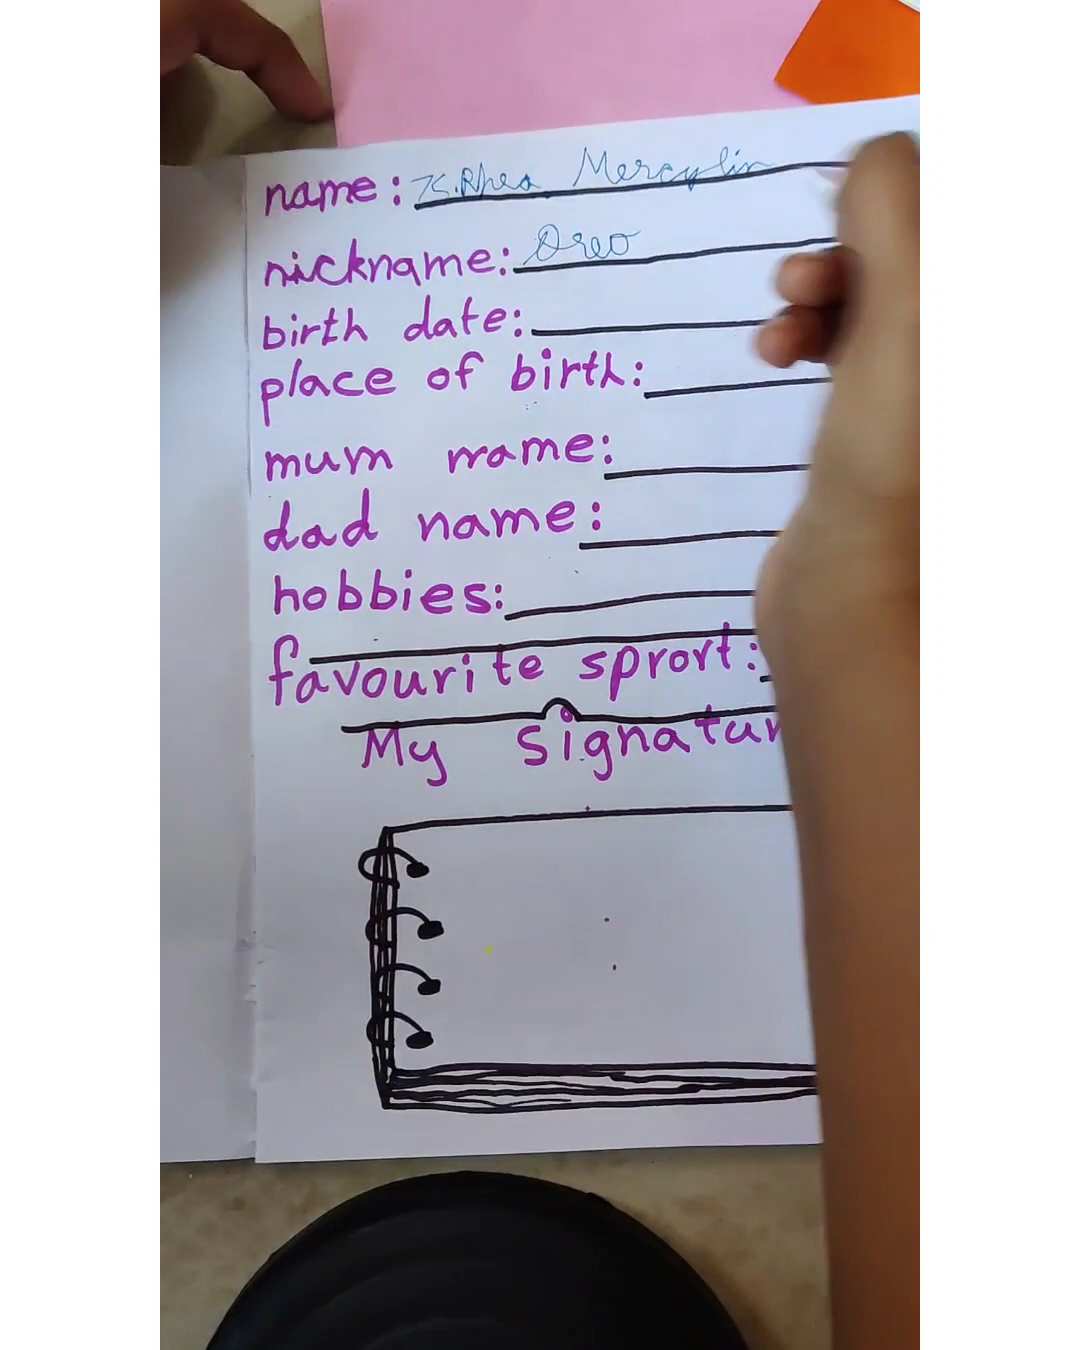 name: K.Rhea Mercylin
nickname: Oreo
birth date:
place of birth:
mum name:
dad name:
hobbies:
favourite sprort:
My Signatur